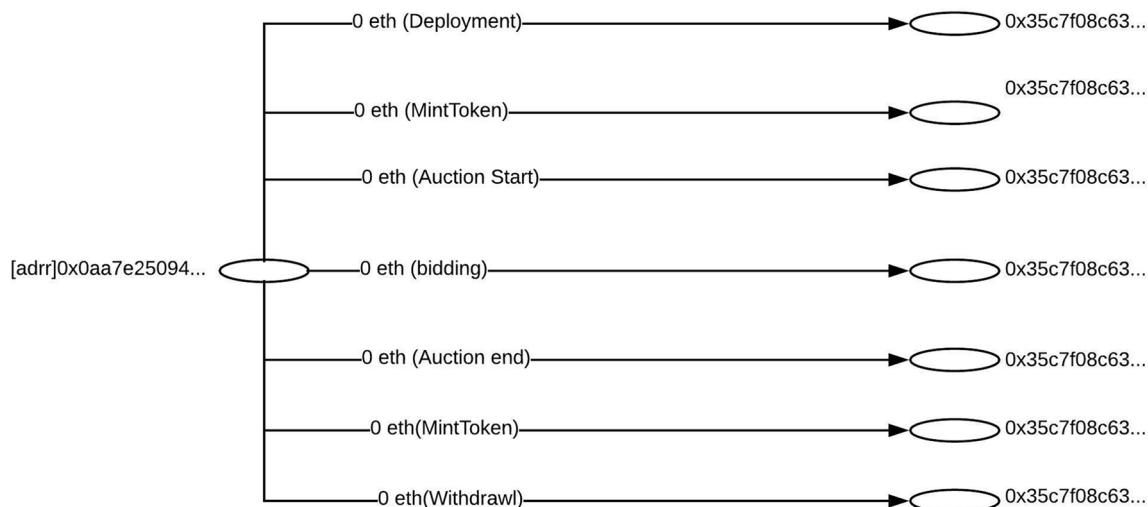 0 eth (Deployment) 0x35c7f08c63...
0x35c7f08c63...
0 eth (MintToken)
0 eth (Auction Start) 0x35c7f08c63...
[adrr]0x0aa7e25094... 0 eth (bidding) 0x35c7f08c63...
0 eth (Auction end) 0x35c7f08c63...
0 eth(MintToken) 0x35c7f08c63...
0 eth(Withdrawl) 0x35c7f08c63...